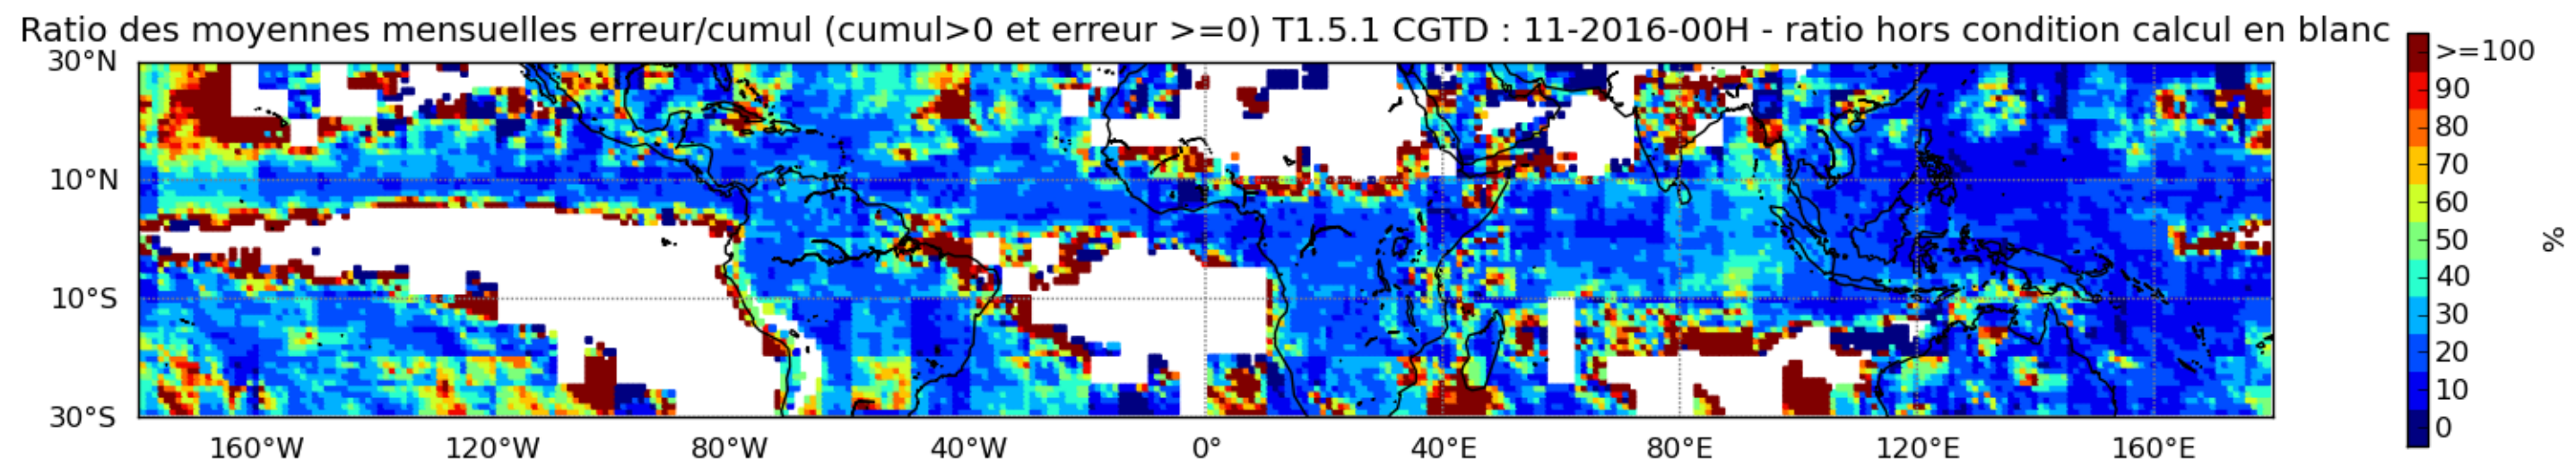 Ratio des moyennes mensuelles erreur/cumul (cumul>0 et erreur >=0) T1.5.1 CGTD : 11-2016-00H - ratio hors condition calcul en blanc
30°N
10°N
10°S
30°S
160°W 120°W 80°W 40°W 0° 40°E 80°E 120°E 160°E
>=100
90
80
70
60
50
40
30
20
10
0
%